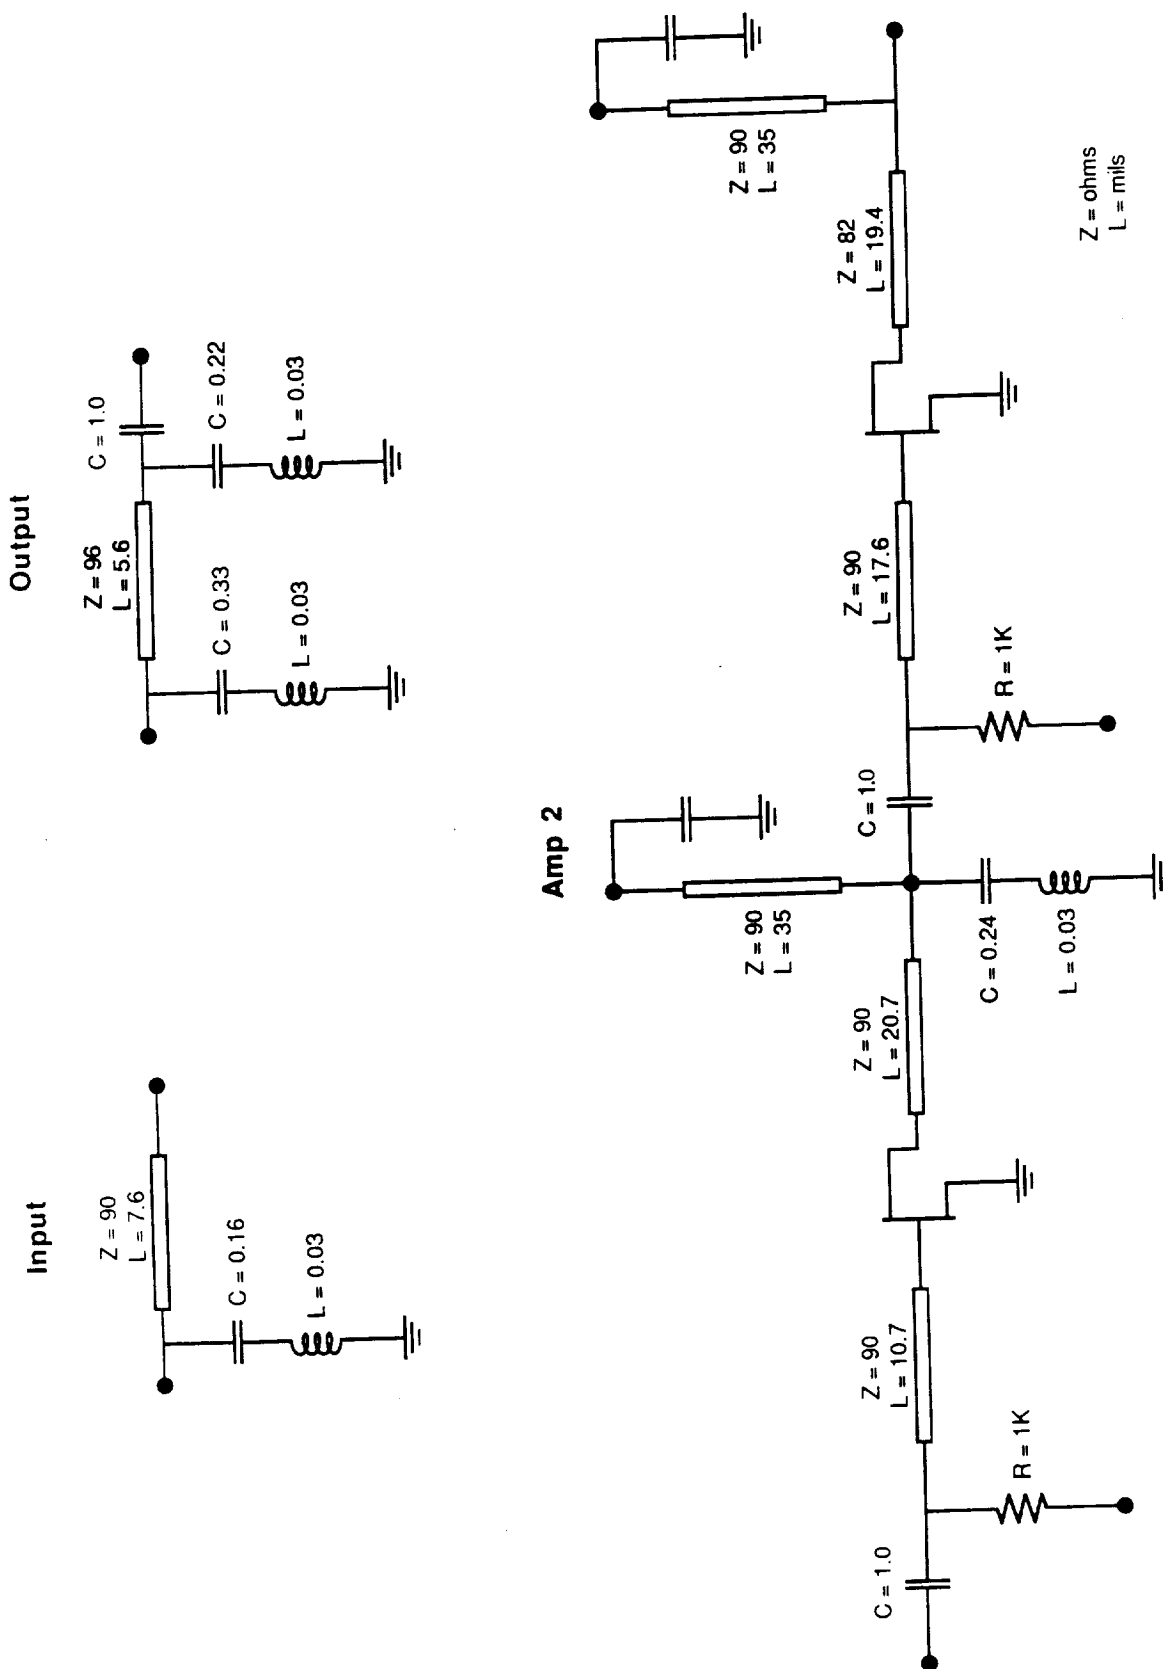 Input
Z = 90
L = 7.6
C = 0.16
L = 0.03
Output
Z = 96
L = 5.6
C = 1.0
C = 0.33
L = 0.03
C = 0.22
L = 0.03
Amp 2
C = 1.0
R = 1K
Z = 90
L = 10.7
Z = 90
L = 20.7
Z = 90
L = 35
C = 0.24
L = 0.03
C = 1.0
R = 1K
Z = 90
L = 17.6
Z = 82
L = 19.4
Z = 90
L = 35
Z = ohms
L = mils